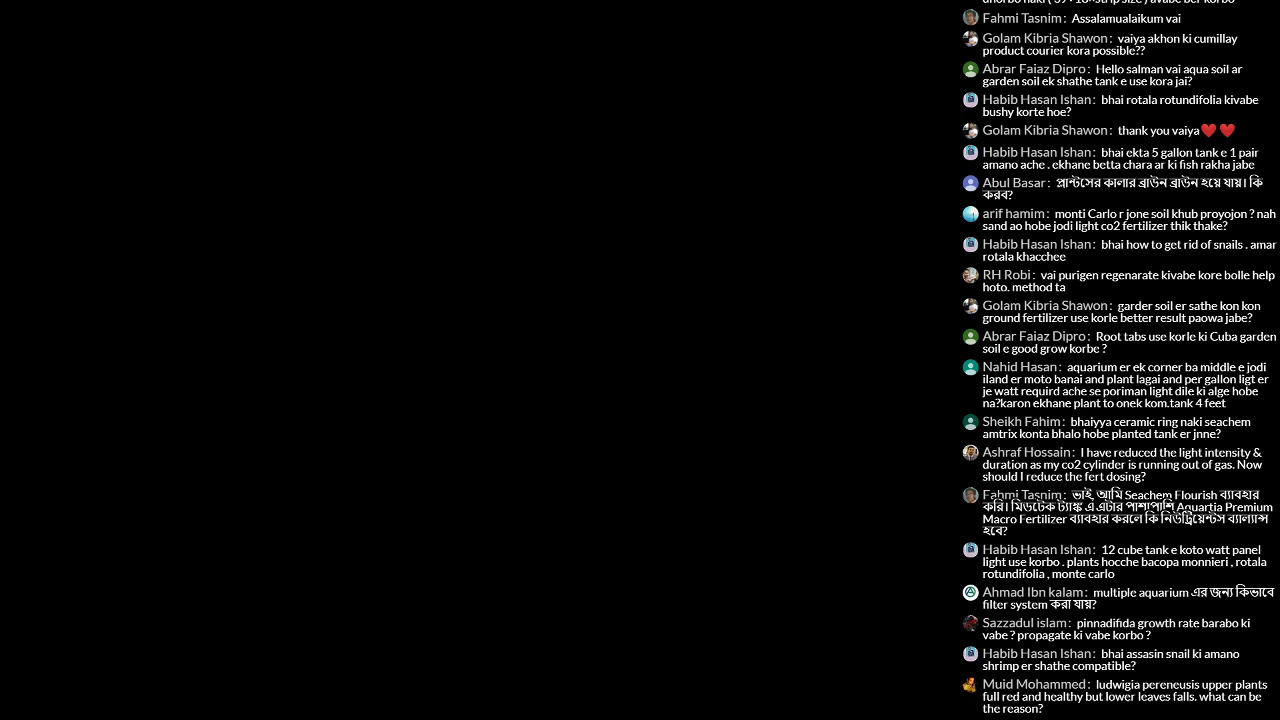 Fahmi Tasnim: Assalamualaikum vai
Golam Kibria Shawon: vaiya akhon ki cumillay
product courier kora possible??
Abrar Faiaz Dipro: Hello salman vai aqua soil ar
garden soil ek shathe tank e use kora jai?
Habib Hasan Ishan: bhai rotala rotundifolia kivabe
bushy korte hoe?
Golam Kibria Shawon: thank you vaiya❤️ ❤️
Habib Hasan Ishan: bhai ekta 5 gallon tank e 1 pair
amano ache . ekhane betta chara ar ki fish rakha jabe
Abul Basar: প্লান্টসের কালার ব্রাউন ব্রাউন হয়ে যায়। কি
করব?
arif hamim: monti Carlo r jone soil khub proyojon ? nah
sand ao hobe jodi light co2 fertilizer thik thake?
Habib Hasan Ishan: bhai how to get rid of snails . amar
rotala khacchee
RH Robi: vai purigen regenarate kivabe kore bolle help
hoto. method ta
Golam Kibria Shawon: garder soil er sathe kon kon
ground fertilizer use korle better result paowa jabe?
Abrar Faiaz Dipro: Root tabs use korle ki Cuba garden
soil e good grow korbe ?
Nahid Hasan: aquarium er ek corner ba middle e jodi
iland er moto banai and plant lagai and per gallon ligt er
je watt requird ache se poriman light dile ki alge hobe
na?karon ekhane plant to onek kom.tank 4 feet
Sheikh Fahim: bhaiyya ceramic ring naki seachem
amtrix konta bhalo hobe planted tank er jnne?
Ashraf Hossain: I have reduced the light intensity &
duration as my co2 cylinder is running out of gas. Now
should I reduce the fert dosing?
Fahmi Tasnim: ভাই, আমি Seachem Flourish ব্যাবহার
করি। মিডটেক ট্যাঙ্ক এ এটার পাশাপাশি Aquartia Premium
Macro Fertilizer ব্যাবহার করলে কি নিউট্রিয়েন্টস ব্যাল্যান্স
হবে?
Habib Hasan Ishan: 12 cube tank e koto watt panel
light use korbo . plants hocche bacopa monnieri , rotala
rotundifolia , monte carlo
Ahmad Ibn kalam: multiple aquarium এর জন্য কিভাবে
filter system করা যায়?
Sazzadul islam: pinnadifida growth rate barabo ki
vabe ? propagate ki vabe korbo ?
Habib Hasan Ishan: bhai assasin snail ki amano
shrimp er shathe compatible?
Muid Mohammed: ludwigia pereneusis upper plants
full red and healthy but lower leaves falls. what can be
the reason?